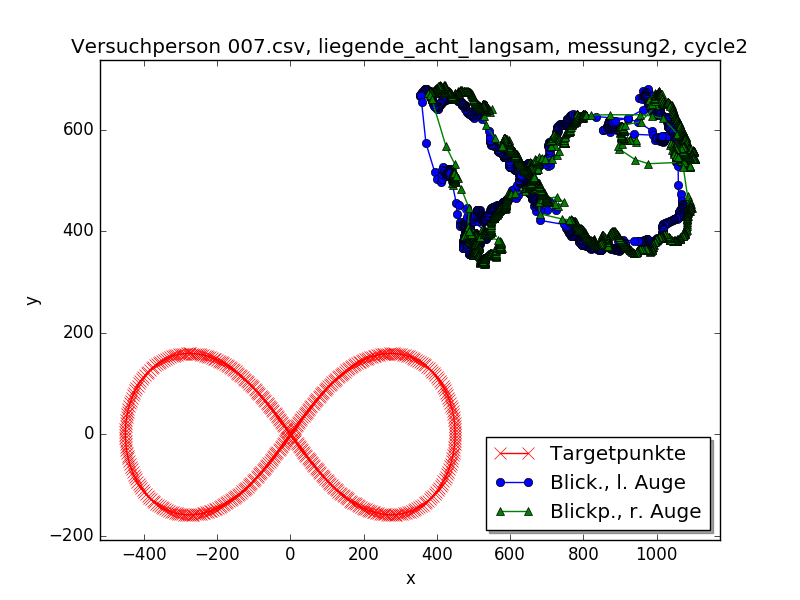 Versuchperson 007.csv, liegende_acht_langsam, messung2, cycle2
600
400
y
200
0
−200
Targetpunkte
Blick., l. Auge
Blickp., r. Auge
−400 −200 0 200 400 600 800 1000
x